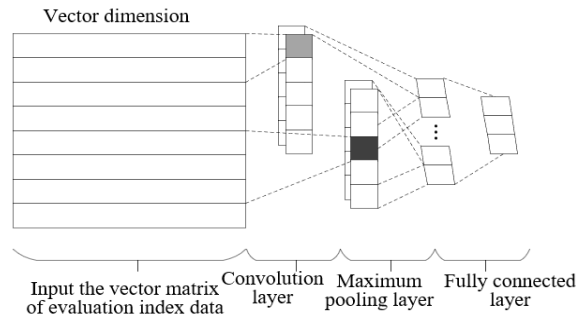 Vector dimension
Input the vector matrix
of evaluation index data
Convolution
layer
Maximum
pooling layer
Fully connected
layer